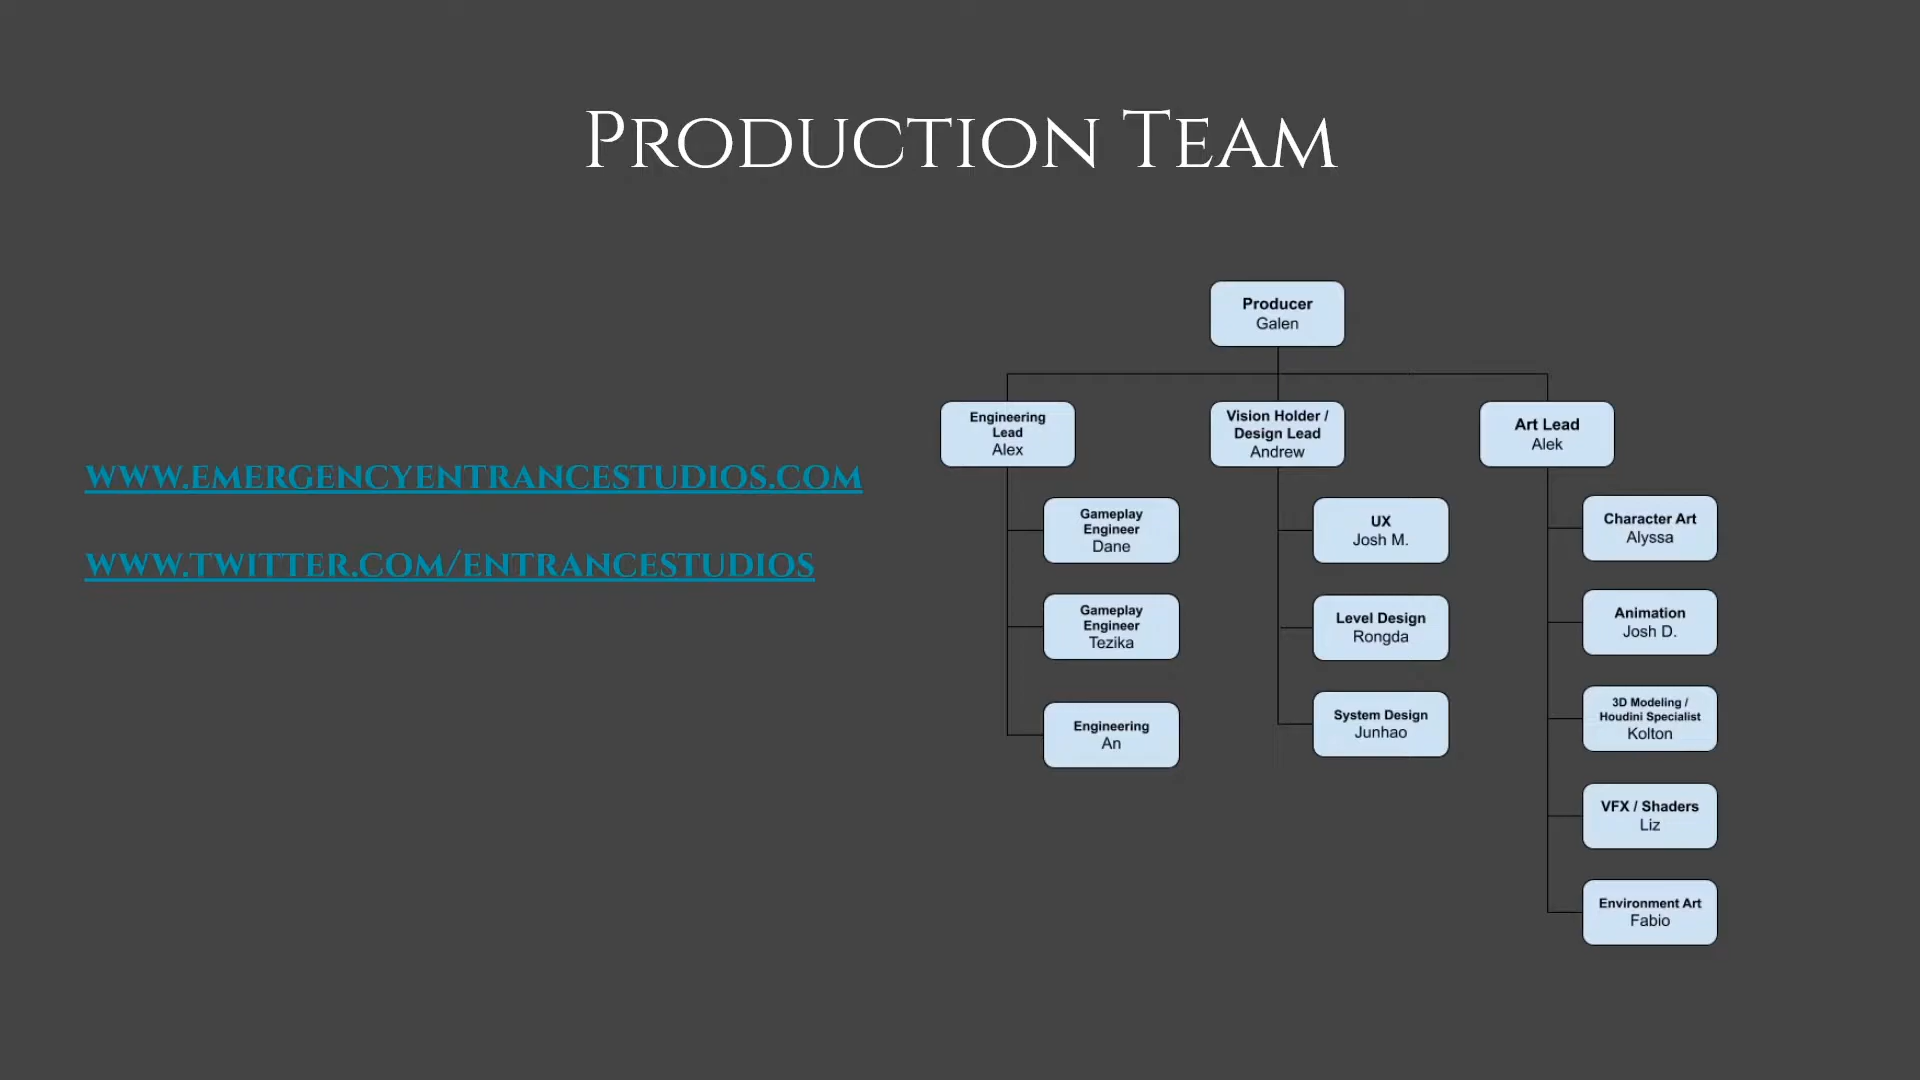 Production Team
www.emergencyentrancestudios.com
www.twitter.com/entrancestudios
Producer
Galen
Engineering
Lead
Alex
Gameplay
Engineer
Dane
Gameplay
Engineer
Tezika
Engineering
An
Vision Holder /
Design Lead
Andrew
UX
Josh M.
Level Design
Rongda
System Design
Junhao
Art Lead
Alek
Character Art
Alyssa
Animation
Josh D.
3D Modeling /
Houdini Specialist
Kolton
VFX / Shaders
Liz
Environment Art
Fabio